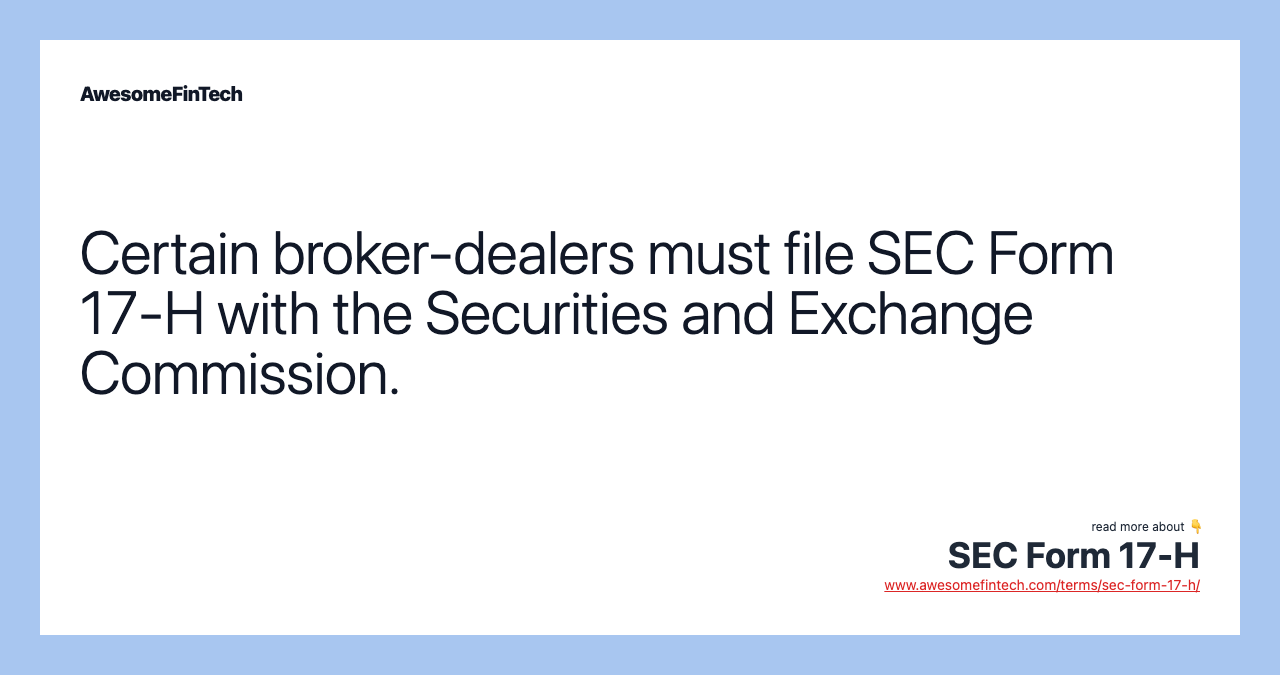 AwesomeFinTech
Certain broker-dealers must file SEC Form
17-H with the Securities and Exchange
Commission.
read more about 👇
SEC Form 17-H
www.awesomefintech.com/terms/sec-form-17-h/